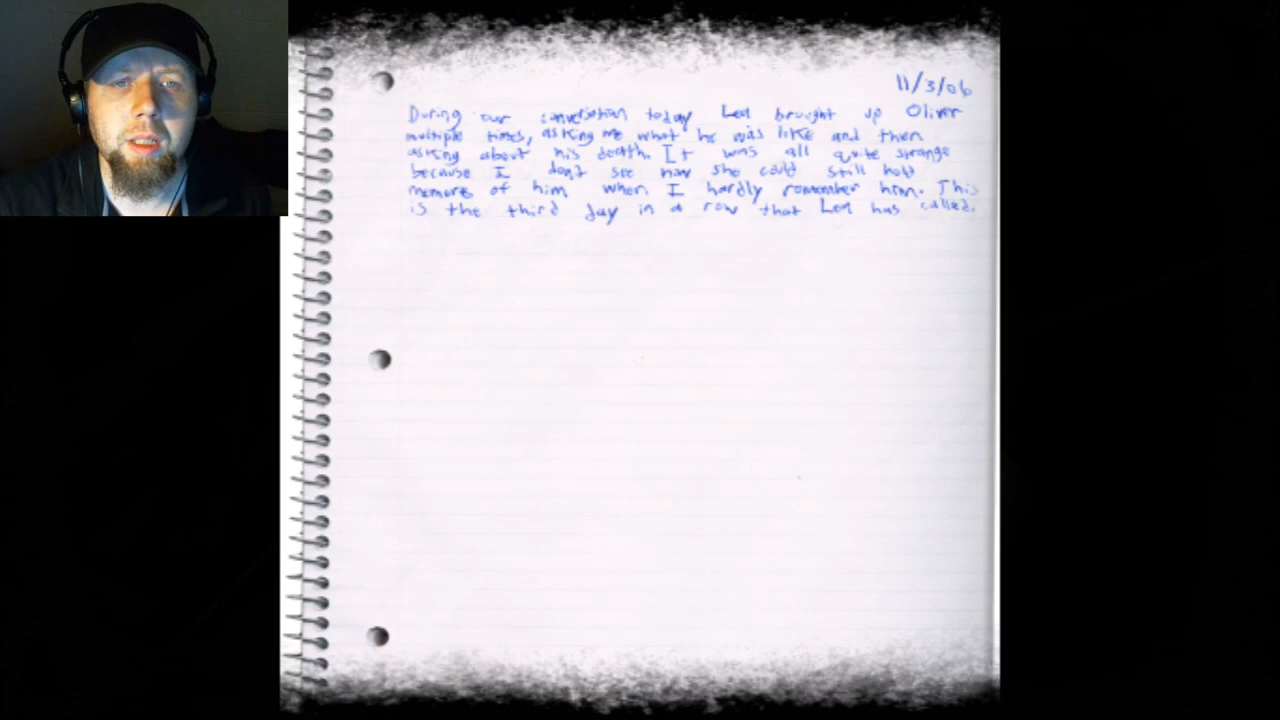 11/3/06
During our conversation today Lea brought up Oliver
multiple times, asking me what he was like and then
asking about his death. It was all quite strange
because I don't see how she could still hold
memories of him when I hardly remember him. This
is the third day in a row that Lea has called.